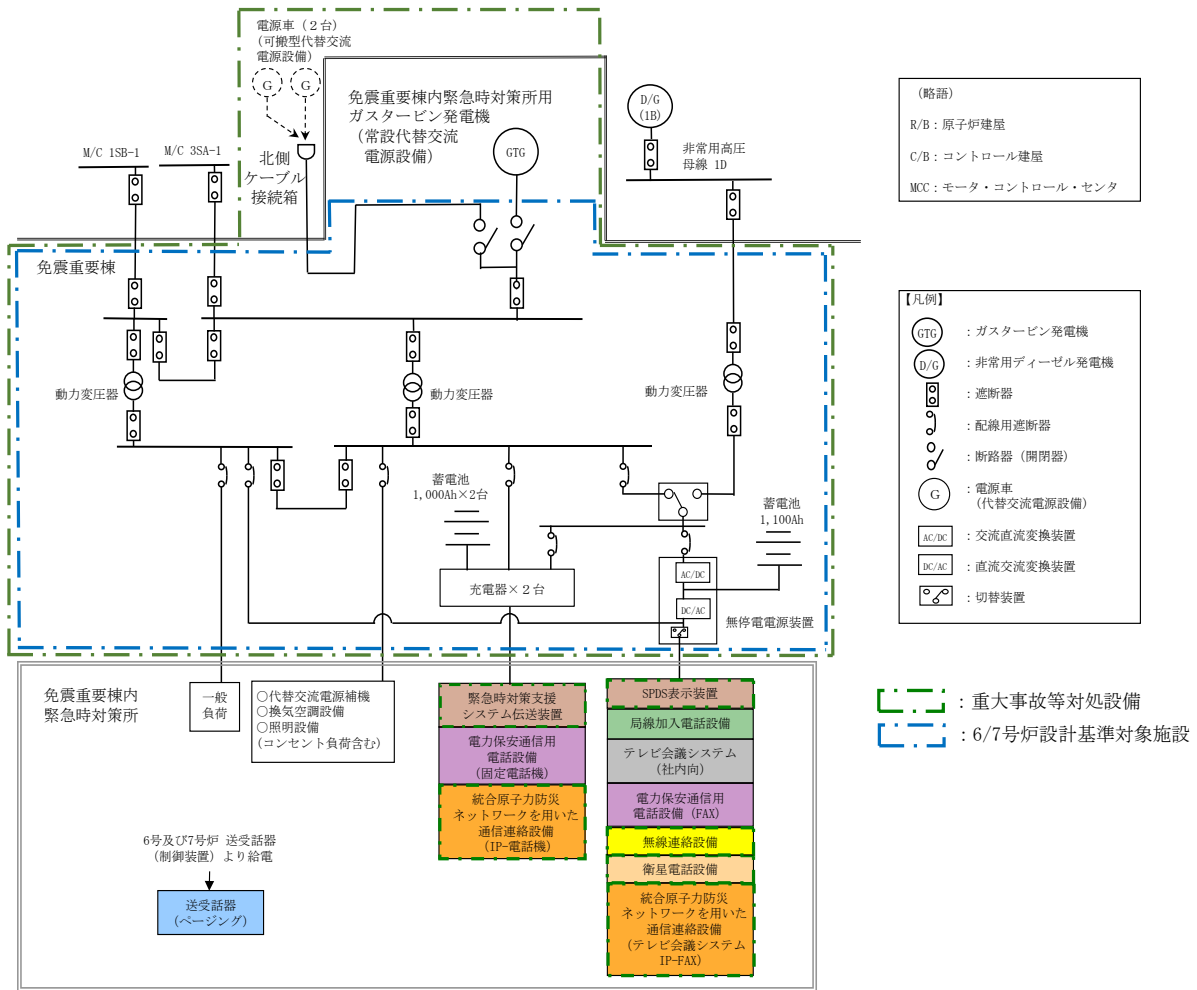 電源車（２台）
(可搬型代替交流
電源設備)
G
G
免震重要棟内緊急時対策所用
ガスタービン発電機
（常設代替交流
電源設備）
GTG
D/G
(1B)
非常用高圧
母線 1D
M/C 1SB-1
M/C 3SA-1
北側
ケーブル
接続箱
免震重要棟
動力変圧器
動力変圧器
動力変圧器
蓄電池
1,000Ah×2台
蓄電池
1,100Ah
充電器×２台
AC/DC
DC/AC
無停電電源装置
免震重要棟内
緊急時対策所
一般
負荷
○代替交流電源補機
○換気空調設備
○照明設備
(コンセント負荷含む)
緊急時対策支援
システム伝送装置
電力保安通信用
電話設備
(固定電話機)
統合原子力防災
ネットワークを用いた
通信連絡設備
(IP-電話機)
SPDS表示装置
局線加入電話設備
テレビ会議システム
(社内向)
電力保安通信用
電話設備（FAX）
無線連絡設備
衛星電話設備
統合原子力防災
ネットワークを用いた
通信連絡設備
(テレビ会議システム
IP-FAX)
6号及び7号炉 送受話器
（制御装置）より給電
送受話器
(ページング)
（略語）
R/B：原子炉建屋
C/B：コントロール建屋
MCC：モータ・コントロール・センタ
【凡例】
GTG ：ガスタービン発電機
D/G ：非常用ディーゼル発電機
：遮断器
：配線用遮断器
：断路器（開閉器）
G ：電源車
（代替交流電源設備）
AC/DC ：交流直流変換装置
DC/AC ：直流交流変換装置
：切替装置
：重大事故等対処設備
：6/7号炉設計基準対象施設